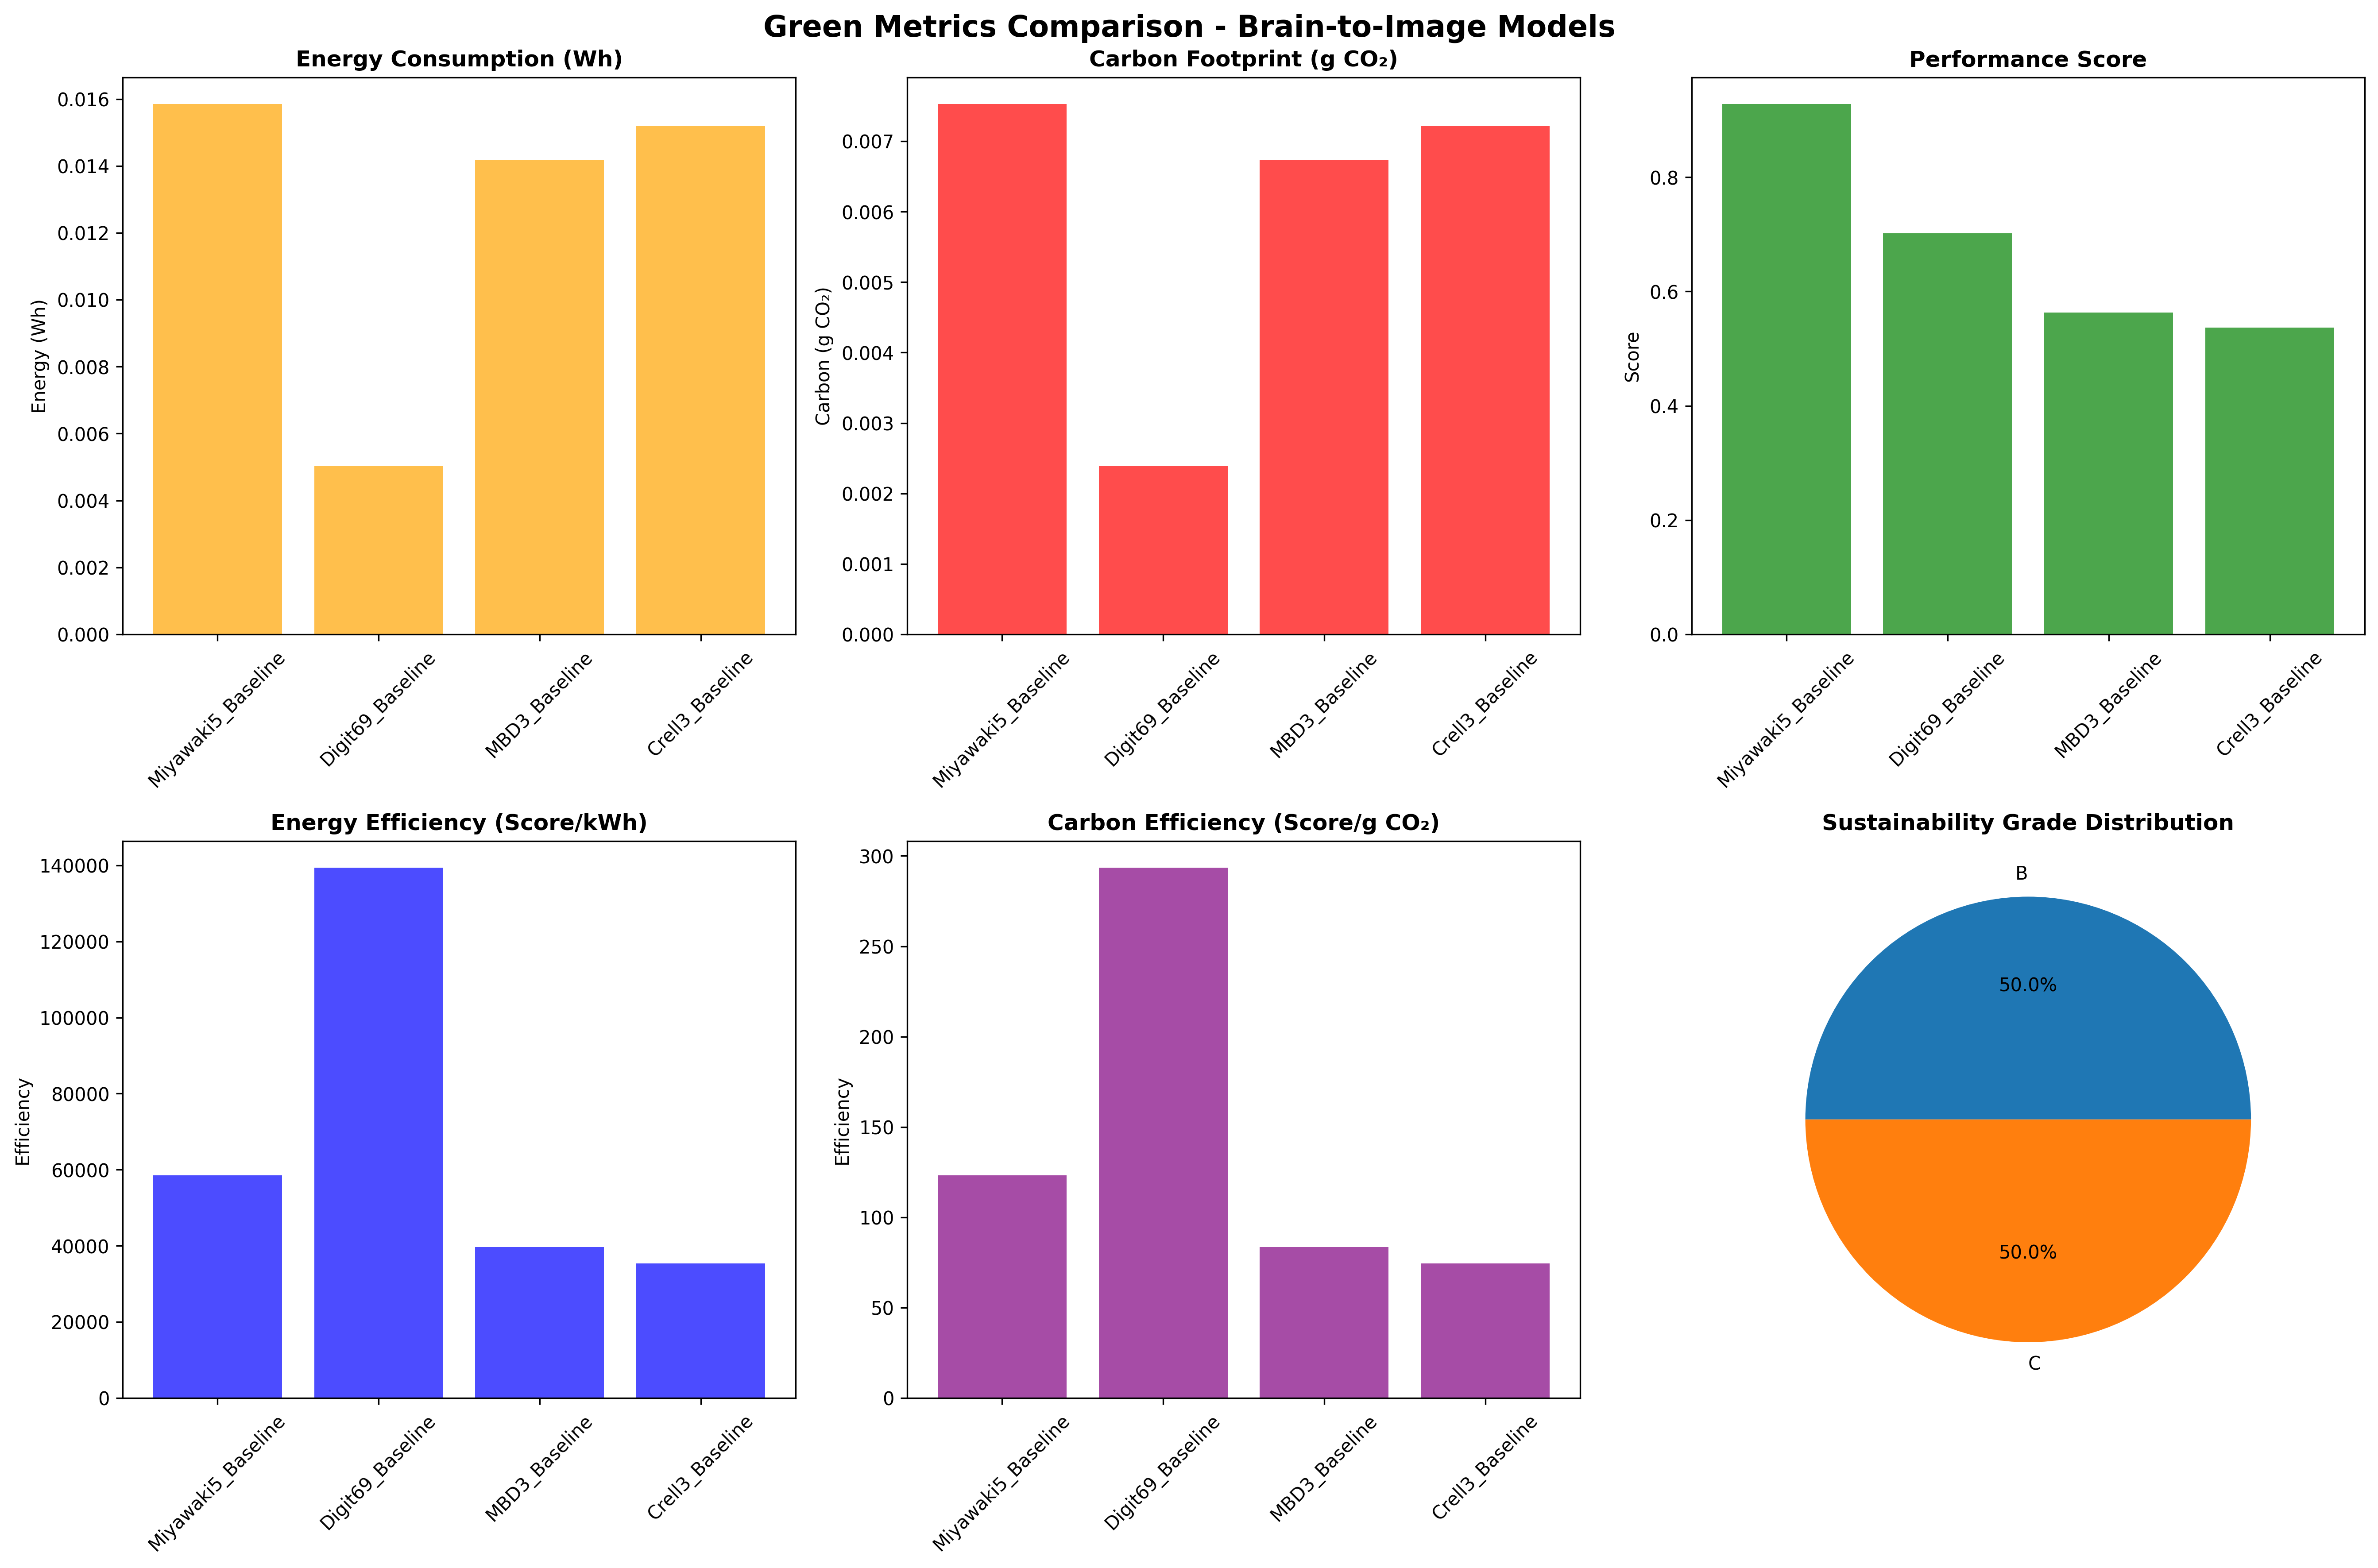 Green Metrics Comparison - Brain-to-Image Models
Energy Consumption (Wh)
Energy (Wh)
0.016
0.014
0.012
0.010
0.008
0.006
0.004
0.002
0.000
Miyawaki5_Baseline
Digit69_Baseline
MBD3_Baseline
Crell3_Baseline
Carbon Footprint (g CO₂)
Carbon (g CO₂)
0.007
0.006
0.005
0.004
0.003
0.002
0.001
0.000
Miyawaki5_Baseline
Digit69_Baseline
MBD3_Baseline
Crell3_Baseline
Performance Score
Score
0.8
0.6
0.4
0.2
0.0
Miyawaki5_Baseline
Digit69_Baseline
MBD3_Baseline
Crell3_Baseline
Energy Efficiency (Score/kWh)
Efficiency
140000
120000
100000
80000
60000
40000
20000
0
Miyawaki5_Baseline
Digit69_Baseline
MBD3_Baseline
Crell3_Baseline
Carbon Efficiency (Score/g CO₂)
Efficiency
300
250
200
150
100
50
0
Miyawaki5_Baseline
Digit69_Baseline
MBD3_Baseline
Crell3_Baseline
Sustainability Grade Distribution
B
50.0%
50.0%
C